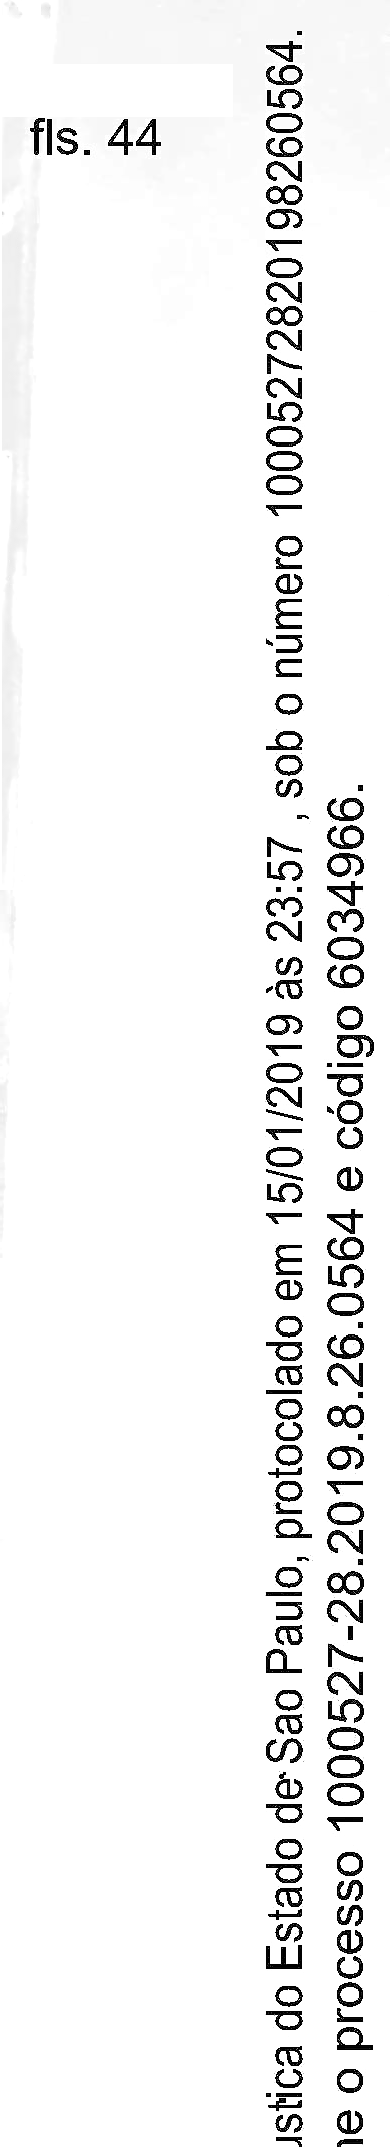 fls. 44
ustica do Estado de Sao Paulo, protocolado em 15/01/2019 às 23:57 , sob o número 10005272820198260564.
ne o processo 1000527-28.2019.8.26.0564 e código 6034966.